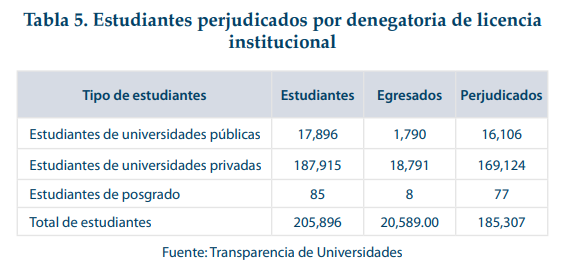 Tabla 5. Estudiantes perjudicados por denegatoria de licencia
institucional
Tipo de estudiantes Estudiantes Egresados Perjudicados
Estudiantes de universidades públicas 17,896 1,790 16,106
Estudiantes de universidades privadas 187,915 18,791 169,124
Estudiantes de posgrado 85 8 77
Total de estudiantes 205,896 20,589.00 185,307
Fuente: Transparencia de Universidades